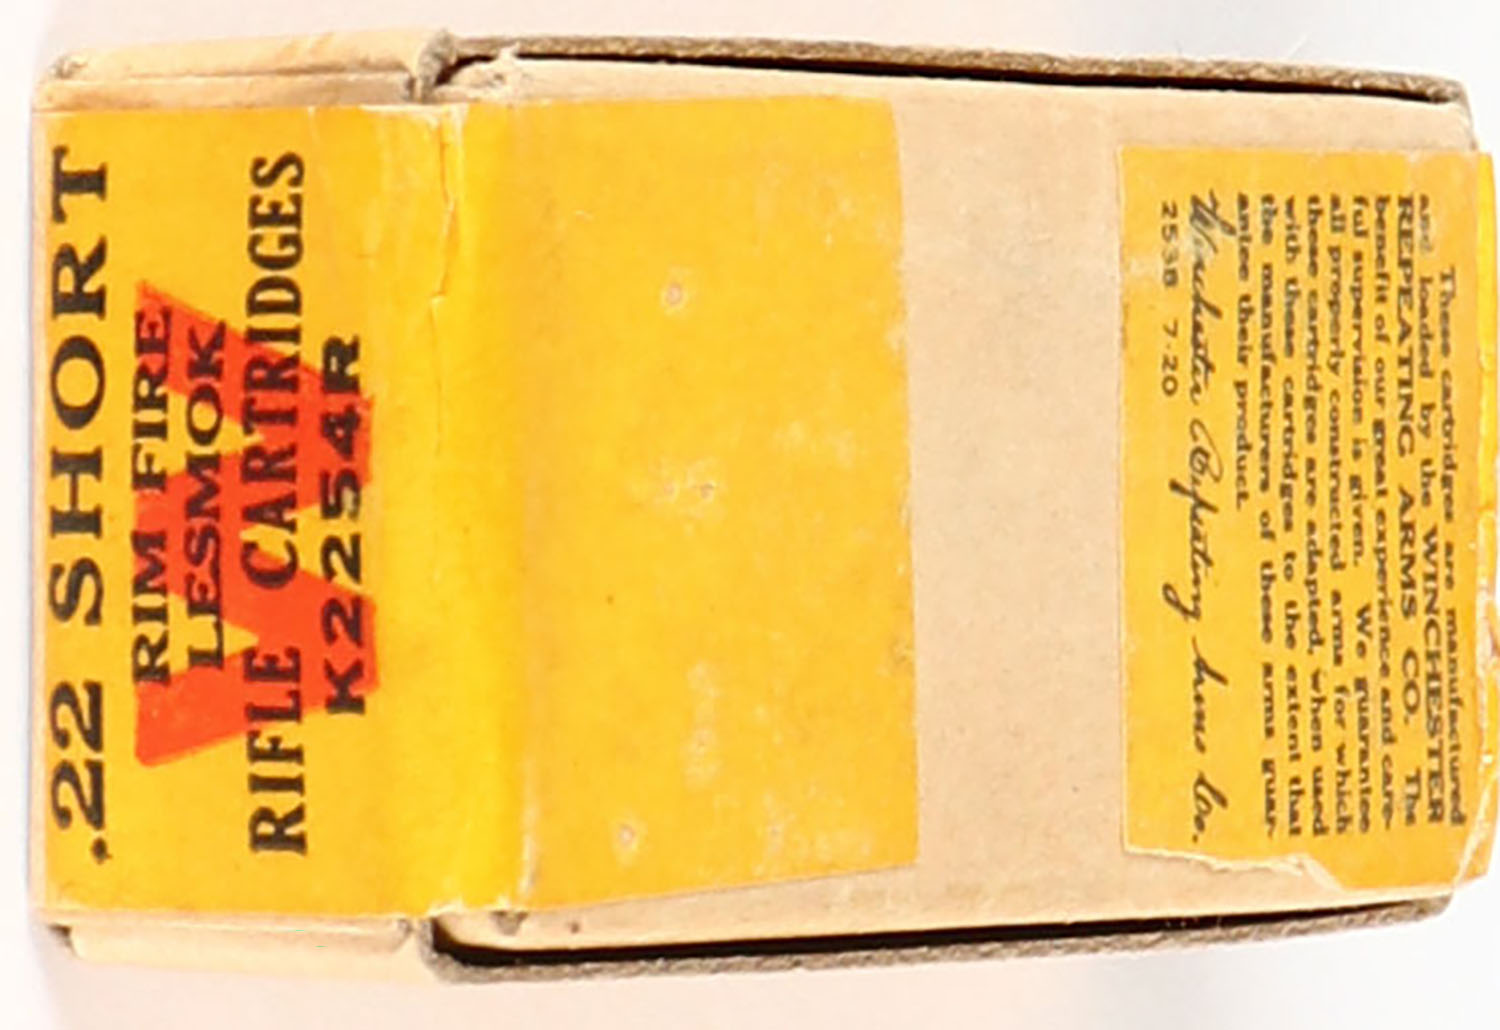 .22 SHORT
RIM FIRE
LESMOK
RIFLE CARTRIDGES
K2254R
These cartridges are manufactured
and loaded by the WINCHESTER
REPEATING ARMS CO. The
benefit of our great experience and care-
ful supervision is given. We guarantee
all properly constructed arms for which
these cartridges are adapted, when used
with these cartridges to the extent that
the manufacturers of these arms guar-
antee their product.
Winchester Repeating Arms Co.
2538 7-20